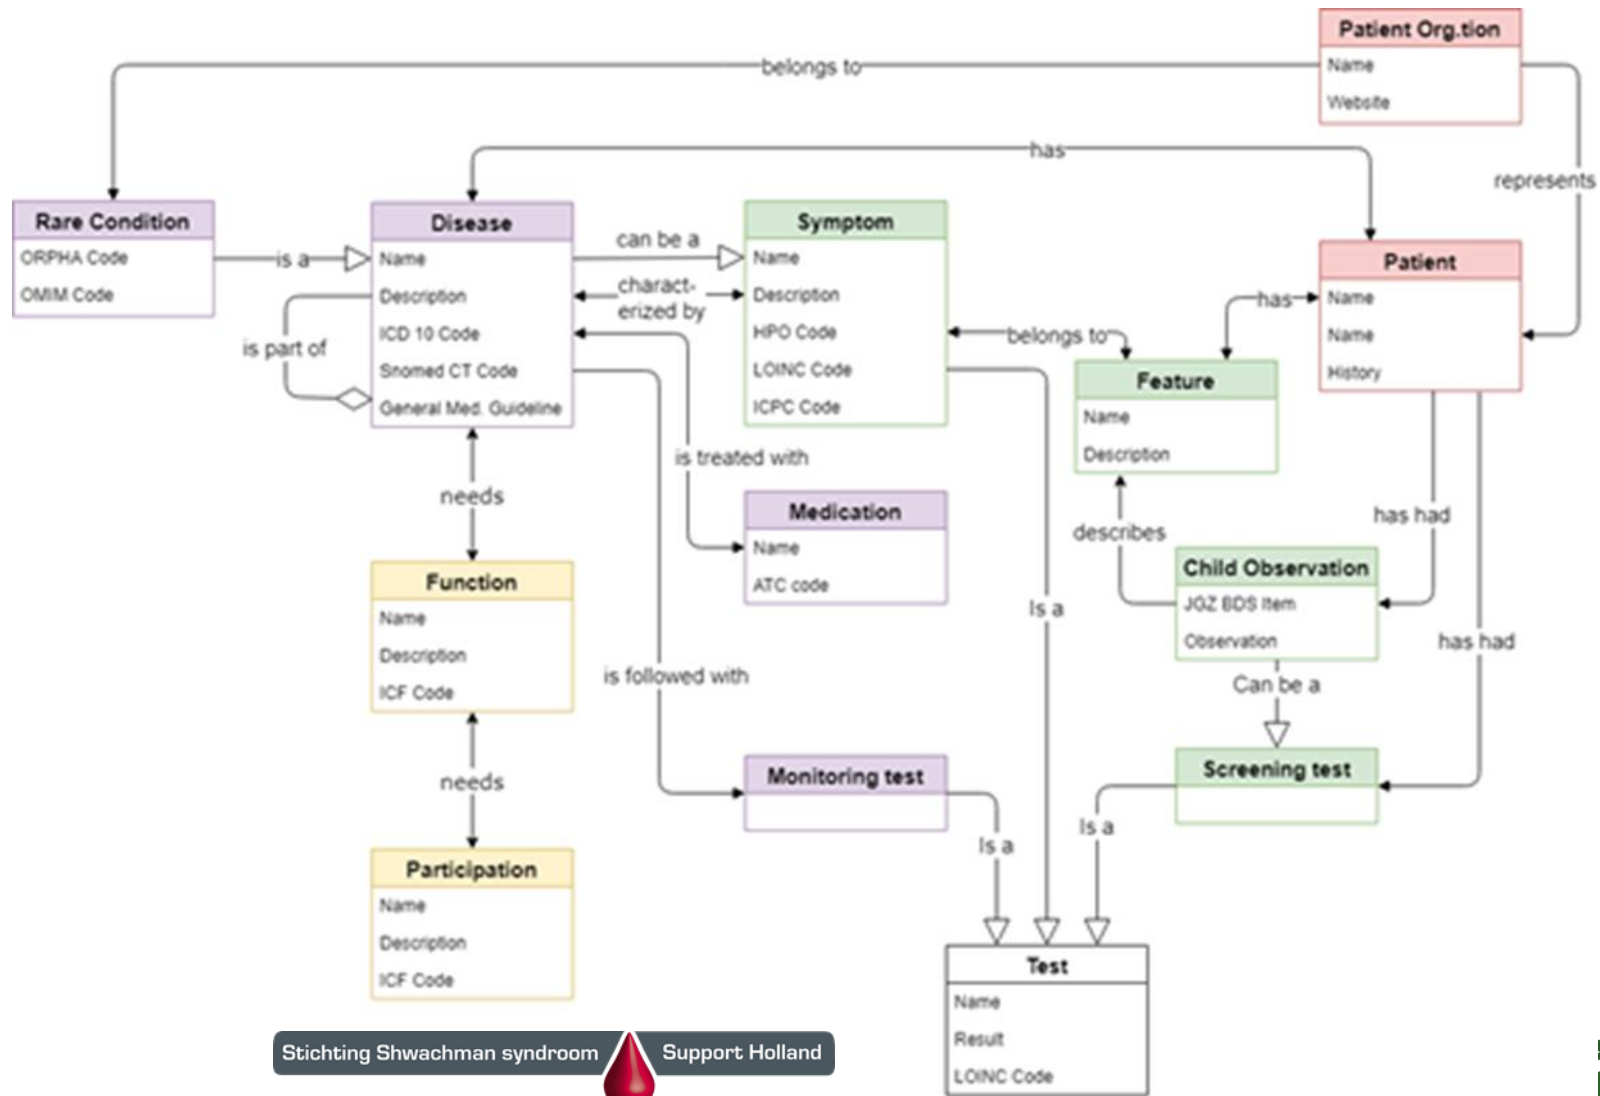 Patient Org.tion
Name
Website
belongs to
has
represents
Rare Condition
ORPHA Code
OMIM Code
is a
Disease
Name
Description
ICD 10 Code
Snomed CT Code
General Med. Guideline
is part of
can be a
charact-
erized by
Symptom
Name
Description
HPO Code
LOINC Code
ICPC Code
belongs to
has
Patient
Name
Name
History
Feature
Name
Description
is treated with
needs
Medication
Name
ATC code
describes
has had
Child Observation
JGZ BDS Item
Observation
Function
Name
Description
ICF Code
Is a
has had
is followed with
Can be a
Monitoring test
Screening test
needs
Is a
Is a
Participation
Name
Description
ICF Code
Test
Name
Result
LOINC Code
Stichting Shwachman syndroom
Support Holland